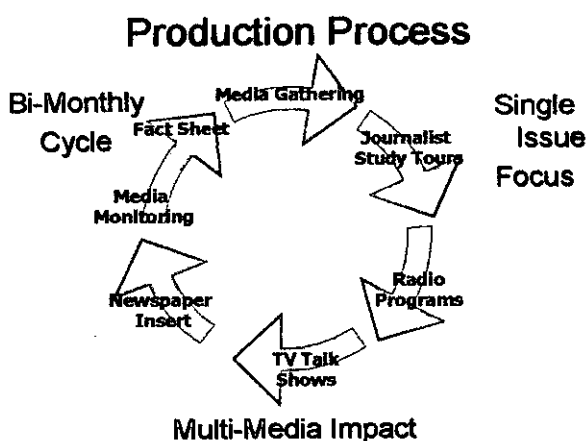 Production Process
Bi-Monthly
Cycle
Fact Sheet
Media Gathering
Journalist
Study Tours
Single
Issue
Focus
Media
Monitoring
Radio
Programs
Newspaper
Insert
TV Talk
Shows
Multi-Media Impact